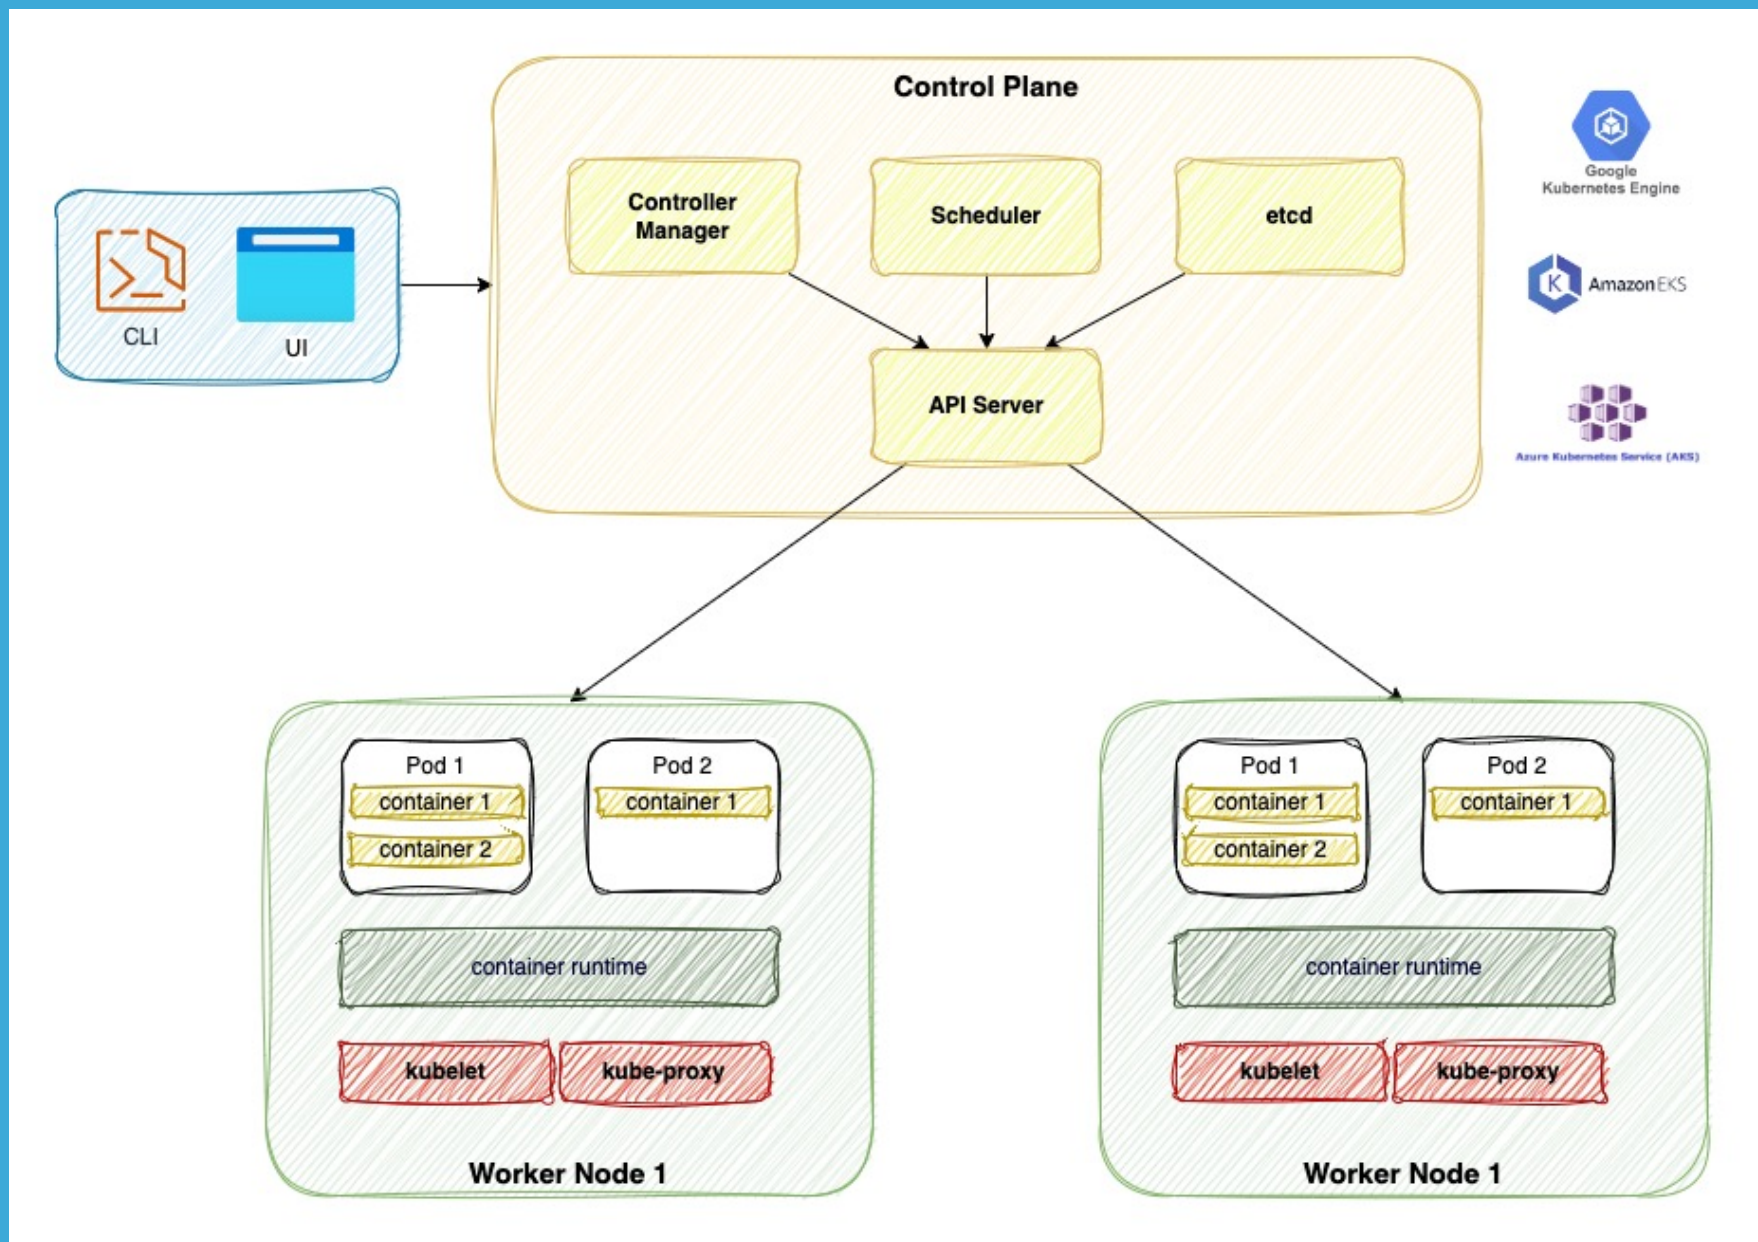 Control Plane
Controller
Manager
Scheduler
etcd
API Server
CLI
UI
Google
Kubernetes Engine
K
Amazon EKS
Azure Kubernetes Service (AKS)
Pod 1
container 1
container 2
Pod 2
container 1
container runtime
kubelet
kube-proxy
Worker Node 1
Pod 1
container 1
container 2
Pod 2
container 1
container runtime
kubelet
kube-proxy
Worker Node 1